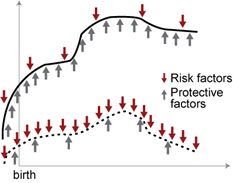 Risk factors
Protective
factors
birth